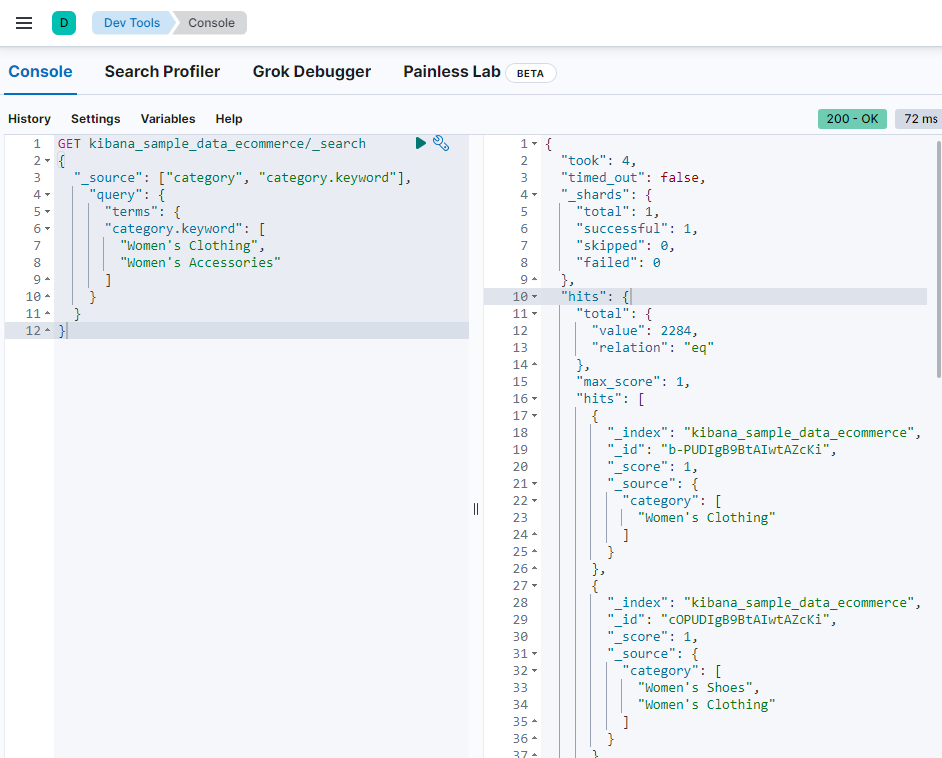 D Dev Tools Console
Console Search Profiler Grok Debugger Painless Lab BETA
History Settings Variables Help 200 - OK 72 ms
1 GET kibana_sample_data_ecommerce/_search
2 {
3 "_source": ["category", "category.keyword"],
4 "query": {
5 "terms": {
6 "category.keyword": [
7 "Women's Clothing",
8 "Women's Accessories"
9 ]
10 }
11 }
12 }
1 {
2 "took": 4,
3 "timed_out": false,
4 "_shards": {
5 "total": 1,
6 "successful": 1,
7 "skipped": 0,
8 "failed": 0
9 },
10 "hits": {
11 "total": {
12 "value": 2284,
13 "relation": "eq"
14 },
15 "max_score": 1,
16 "hits": [
17 {
18 "_index": "kibana_sample_data_ecommerce",
19 "_id": "b-PUDIgB9BtAIwtAZcKi",
20 "_score": 1,
21 "_source": {
22 "category": [
23 "Women's Clothing"
24 ]
25 }
26 },
27 {
28 "_index": "kibana_sample_data_ecommerce",
29 "_id": "cOPUDIgB9BtAIwtAZcKi",
30 "_score": 1,
31 "_source": {
32 "category": [
33 "Women's Shoes",
34 "Women's Clothing"
35 ]
36 }
37 }